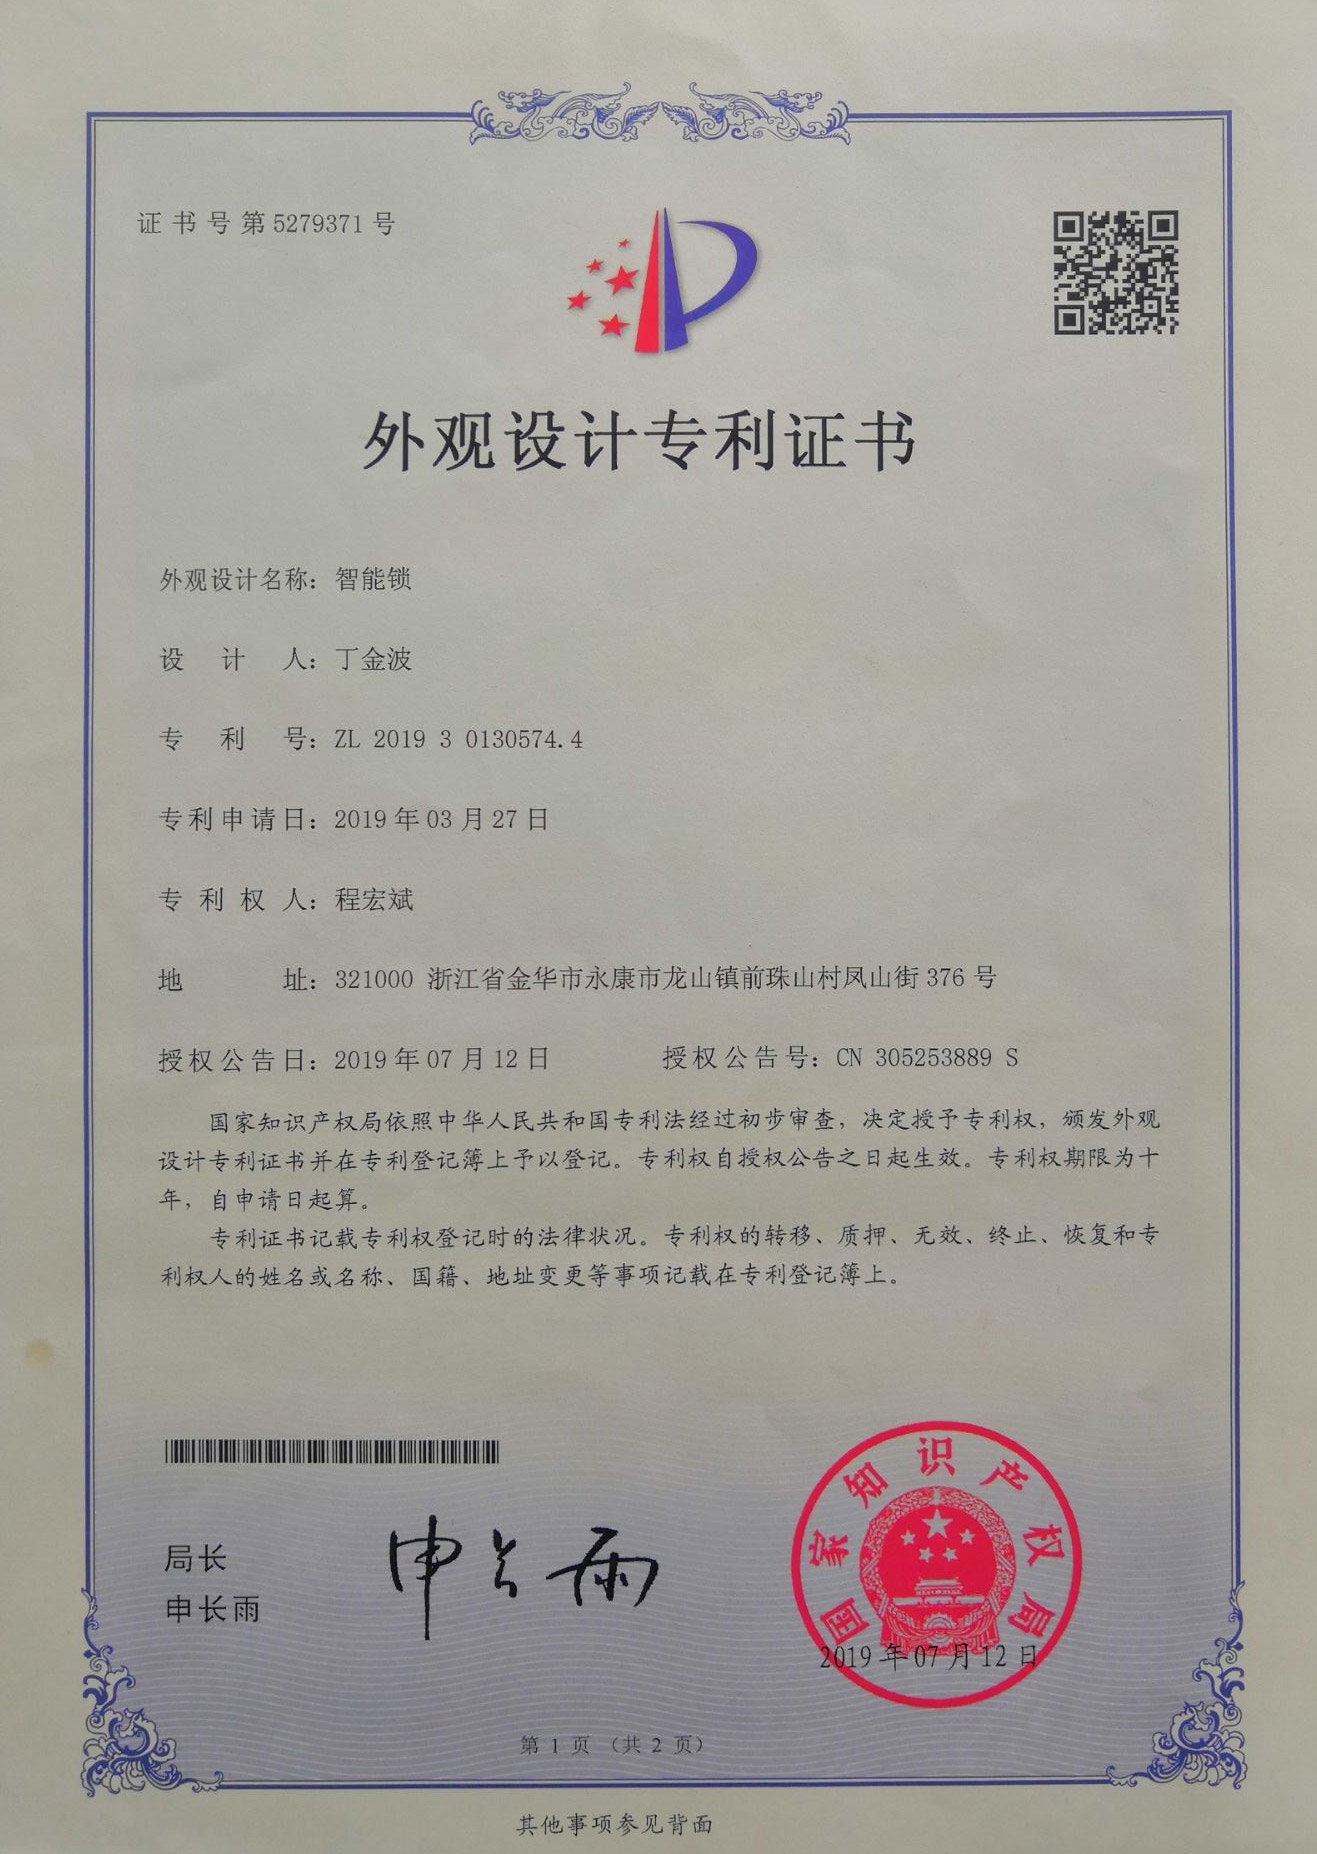 证书号第5279371号
外观设计专利证书
外观设计名称：智能锁
设计人：丁金波
专利号：ZL 2019 3 0130574.4
专利申请日：2019年03月27日
专利权人：程宏斌
地址：321000 浙江省金华市永康市龙山镇前珠山村凤山街376号
授权公告日：2019年07月12日 授权公告号：CN 305253889 S
国家知识产权局依照中华人民共和国专利法经过初步审查，决定授予专利权，颁发外观
设计专利证书并在专利登记簿上予以登记。专利权自授权公告之日起生效。专利权期限为十
年，自申请日起算。
专利证书记载专利权登记时的法律状况。专利权的转移、质押、无效、终止、恢复和专
利权人的姓名或名称、国籍、地址变更等事项记载在专利登记簿上。
局长
申长雨
申长雨
国家知识产权局
2019年07月12日
第 1 页 （共 2 页）
其他事项参见背面